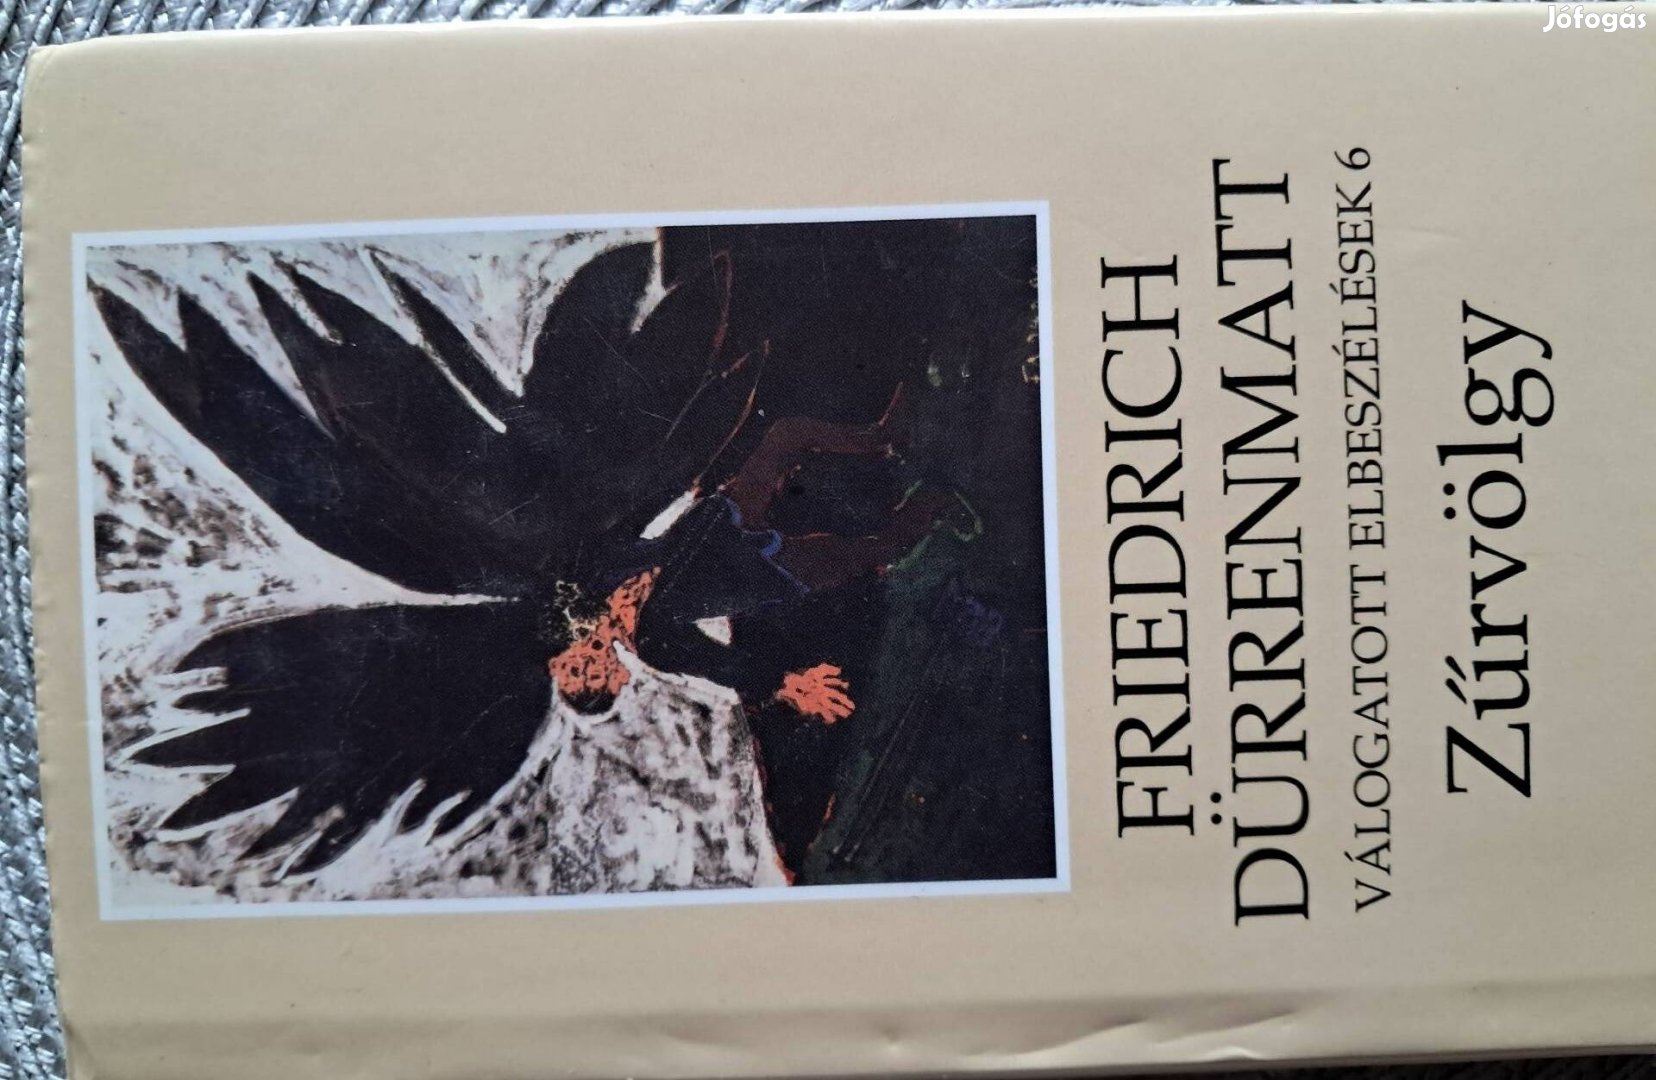 Jófogás
FRIEDRICH
DÜRRENMATT
VÁLOGATOTT ELBESZÉLÉSEK 6
Zűrvölgy